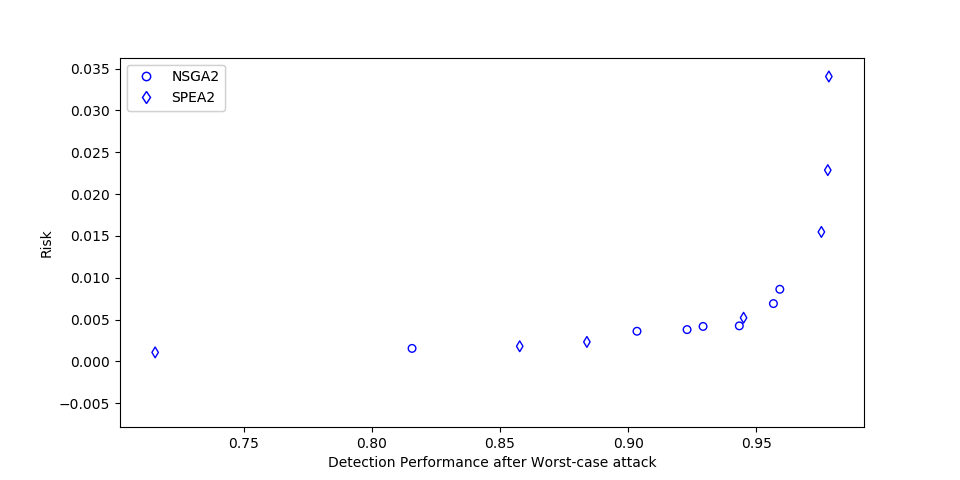 NSGA2
SPEA2
0.035
0.030
0.025
0.020
0.015
0.010
0.005
0.000
−0.005
Risk
0.75 0.80 0.85 0.90 0.95
Detection Performance after Worst-case attack